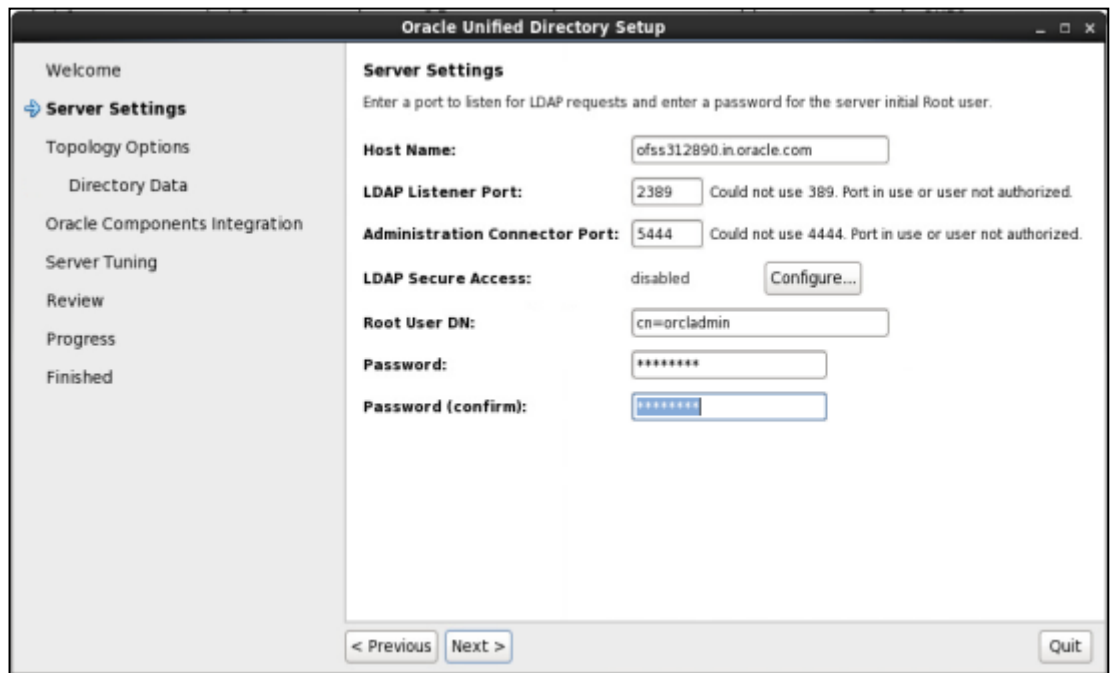 Oracle Unified Directory Setup
Welcome
Server Settings
Topology Options
Directory Data
Oracle Components Integration
Server Tuning
Review
Progress
Finished
Server Settings
Enter a port to listen for LDAP requests and enter a password for the server initial Root user.
Host Name: ofss312890.in.oracle.com
LDAP Listener Port: 2389 Could not use 389. Port in use or user not authorized.
Administration Connector Port: 5444 Could not use 4444. Port in use or user not authorized.
LDAP Secure Access: disabled Configure...
Root User DN: cn=orcladmin
Password: ********
Password (confirm): ********
< Previous Next > Quit